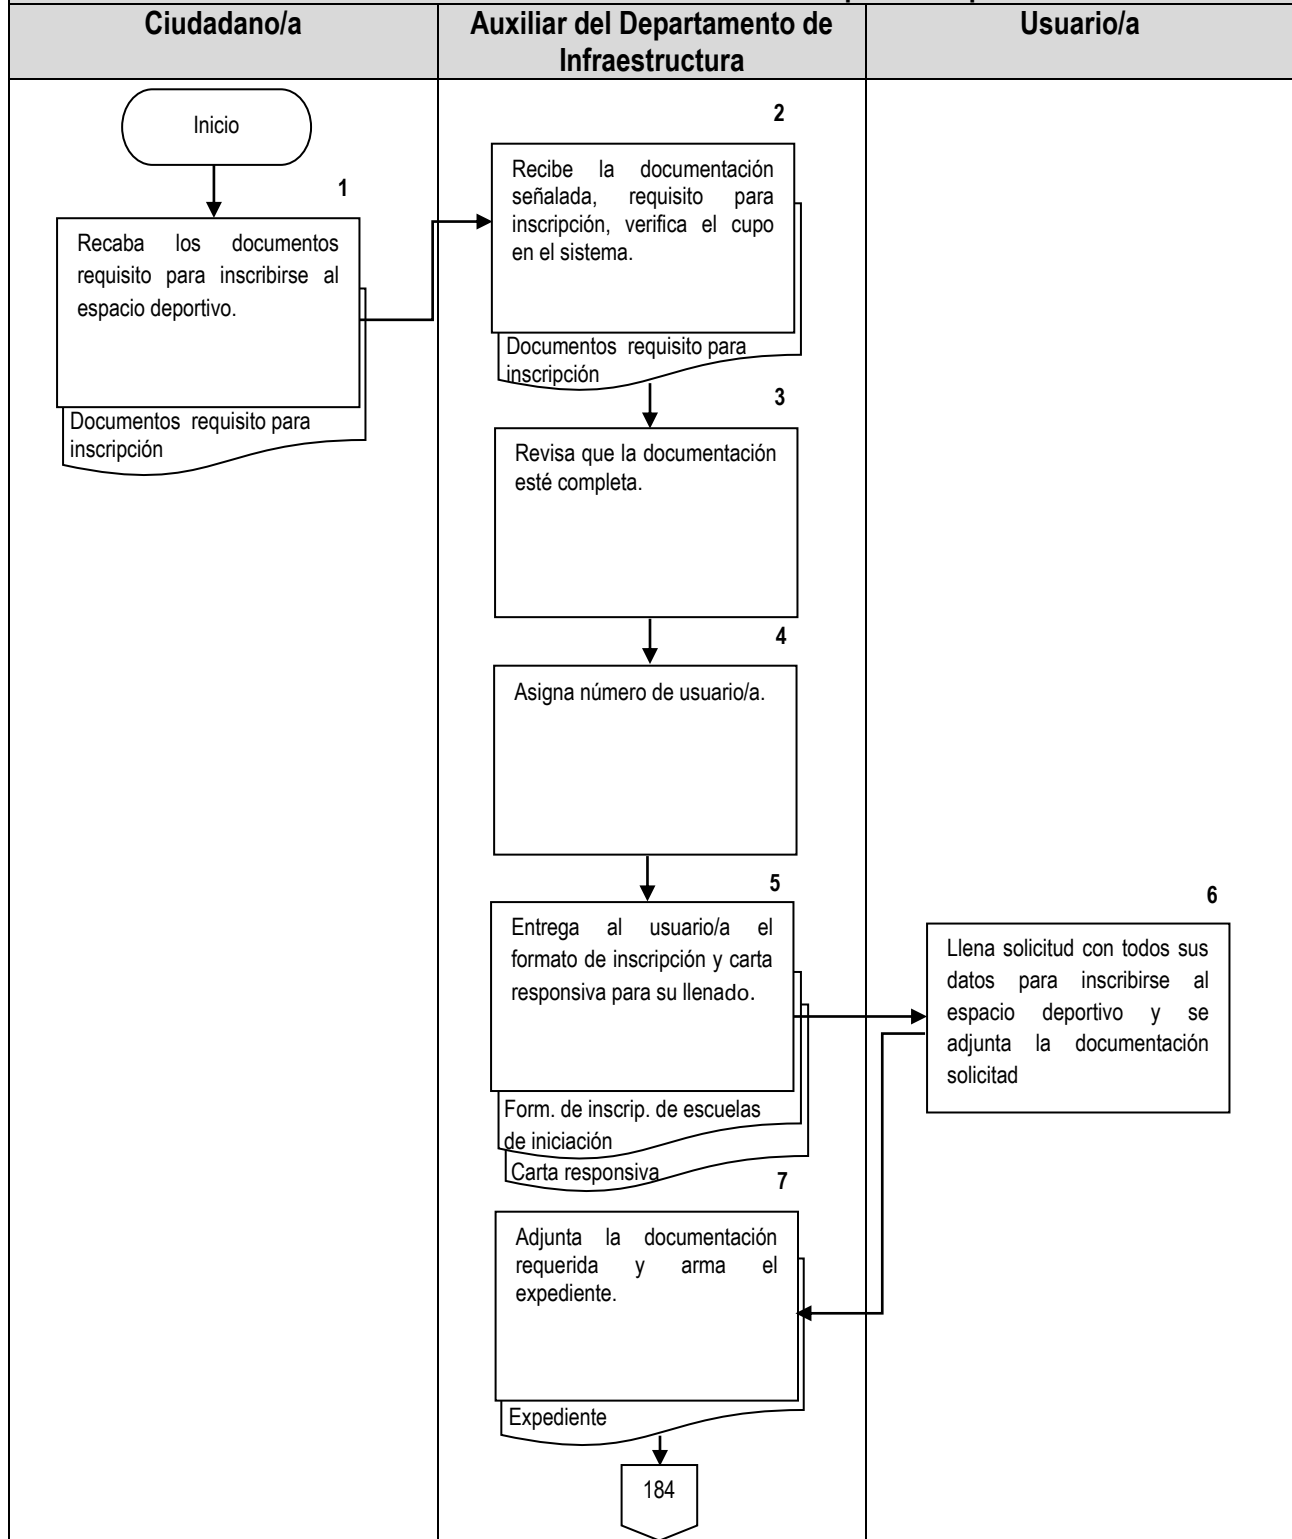 Ciudadano/a
Auxiliar del Departamento de
Infraestructura
Usuario/a
Inicio
1
Recaba los documentos
requisito para inscribirse al
espacio deportivo.
Documentos requisito para
inscripción
2
Recibe la documentación
señalada, requisito para
inscripción, verifica el cupo
en el sistema.
Documentos requisito para
inscripción
3
Revisa que la documentación
esté completa.
4
Asigna número de usuario/a.
5
Entrega al usuario/a el
formato de inscripción y carta
responsiva para su llenado.
Form. de inscrip. de escuelas
de iniciación
Carta responsiva
6
Llena solicitud con todos sus
datos para inscribirse al
espacio deportivo y se
adjunta la documentación
solicitad
7
Adjunta la documentación
requerida y arma el
expediente.
Expediente
184